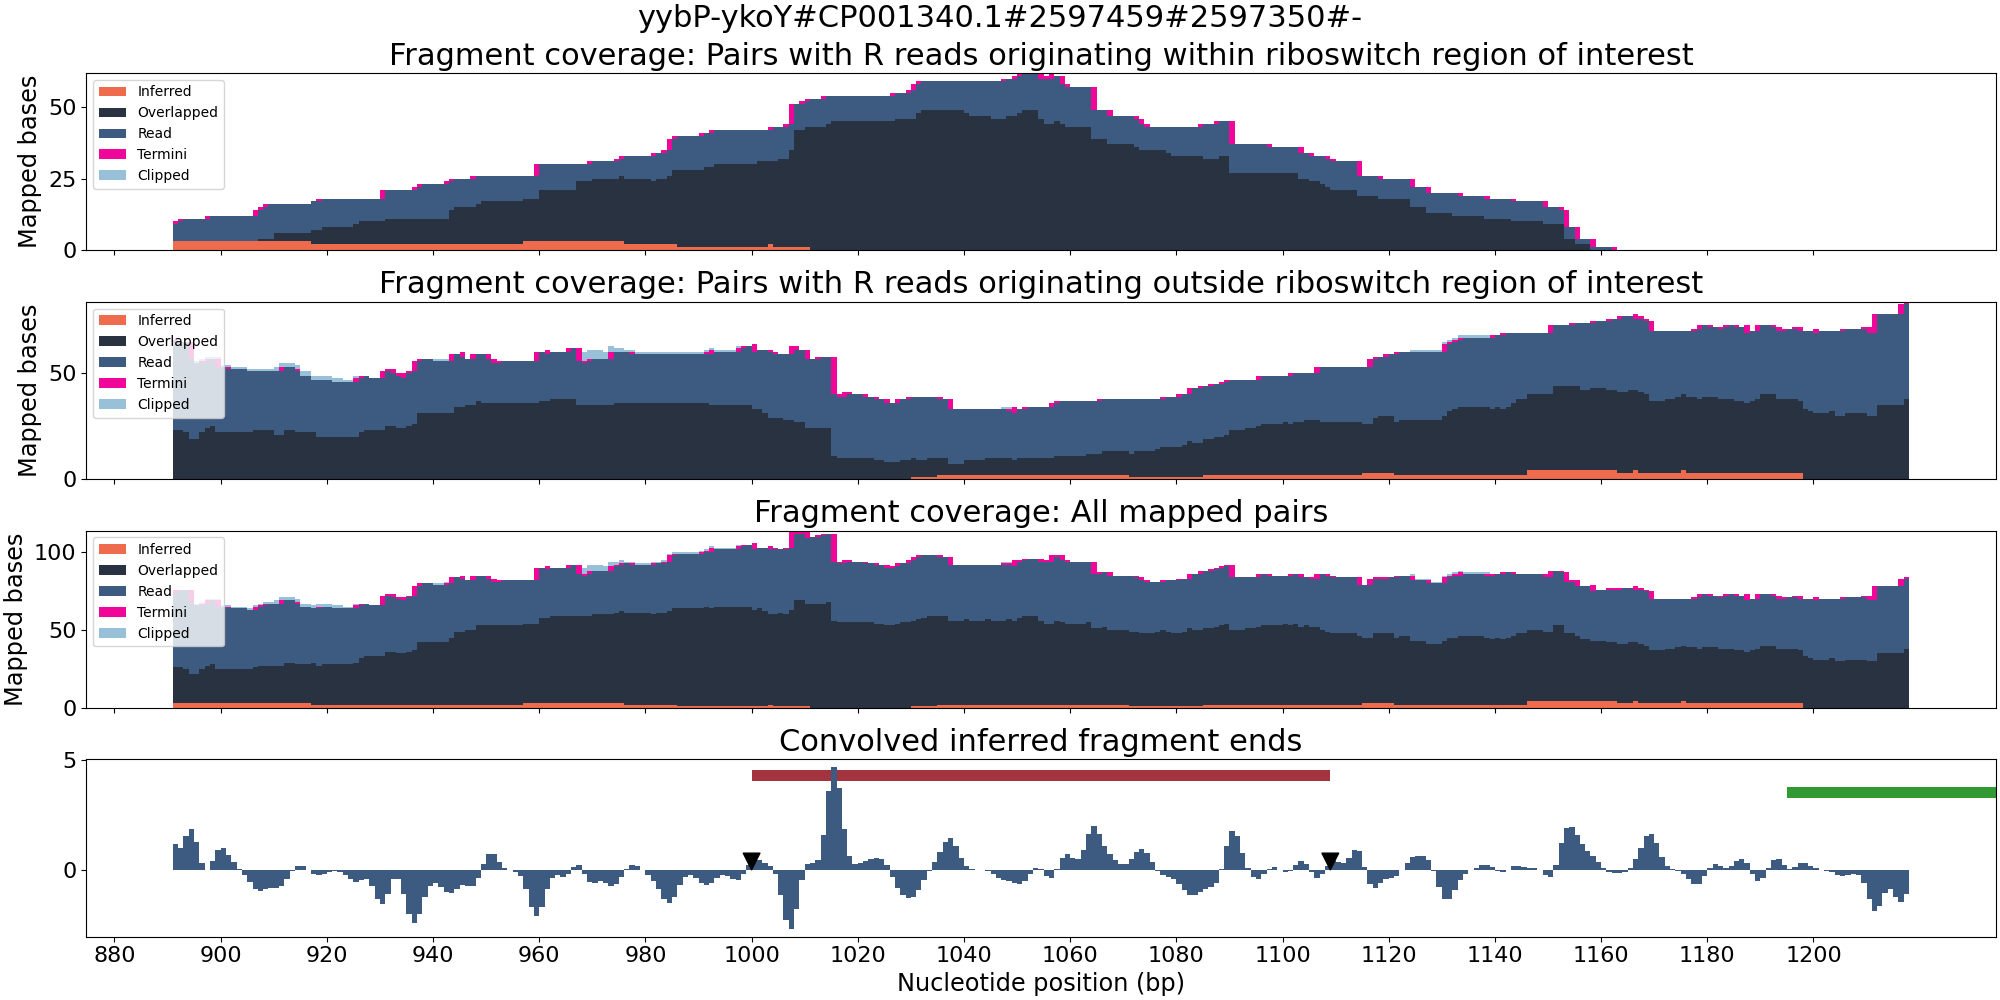 yybP-ykoY#CP001340.1#2597459#2597350#-
Fragment coverage: Pairs with R reads originating within riboswitch region of interest
Mapped bases
50
25
0
Inferred
Overlapped
Read
Termini
Clipped
Fragment coverage: Pairs with R reads originating outside riboswitch region of interest
Mapped bases
50
0
Inferred
Overlapped
Read
Termini
Clipped
Fragment coverage: All mapped pairs
Mapped bases
100
50
0
Inferred
Overlapped
Read
Termini
Clipped
Convolved inferred fragment ends
5
0
880 900 920 940 960 980 1000 1020 1040 1060 1080 1100 1120 1140 1160 1180 1200
Nucleotide position (bp)